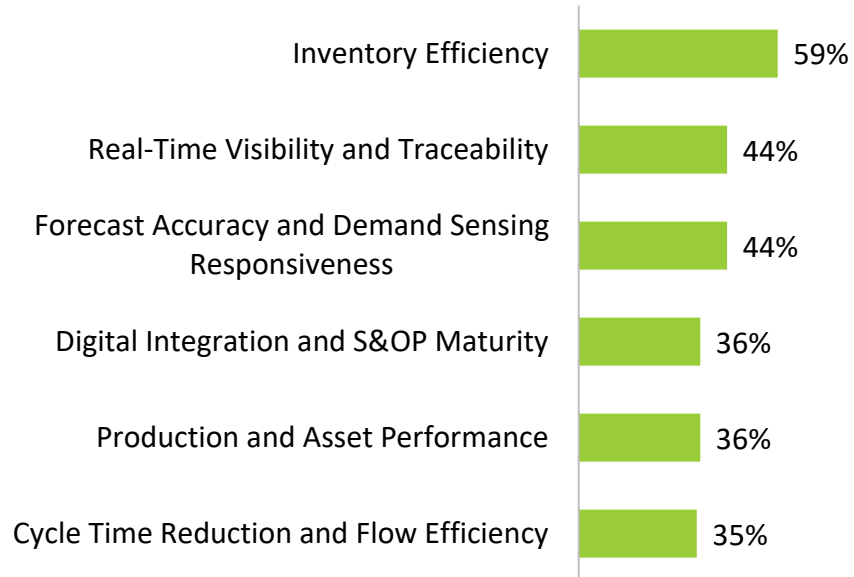 Inventory Efficiency 59%
Real-Time Visibility and Traceability 44%
Forecast Accuracy and Demand Sensing
Responsiveness 44%
Digital Integration and S&OP Maturity 36%
Production and Asset Performance 36%
Cycle Time Reduction and Flow Efficiency 35%